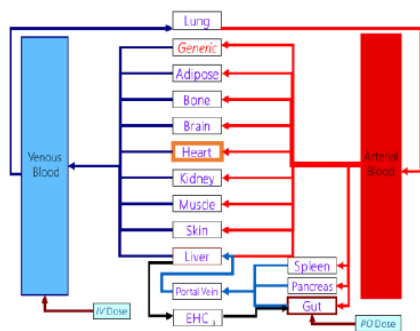 Lung
Generic
Adipose
Bone
Brain
Venous
Blood
Heart
Arterial
Blood
Kidney
Muscle
Skin
Liver
Spleen
Portal Vein
Pancreas
Gut
IV Dose
EHC
PO Dose